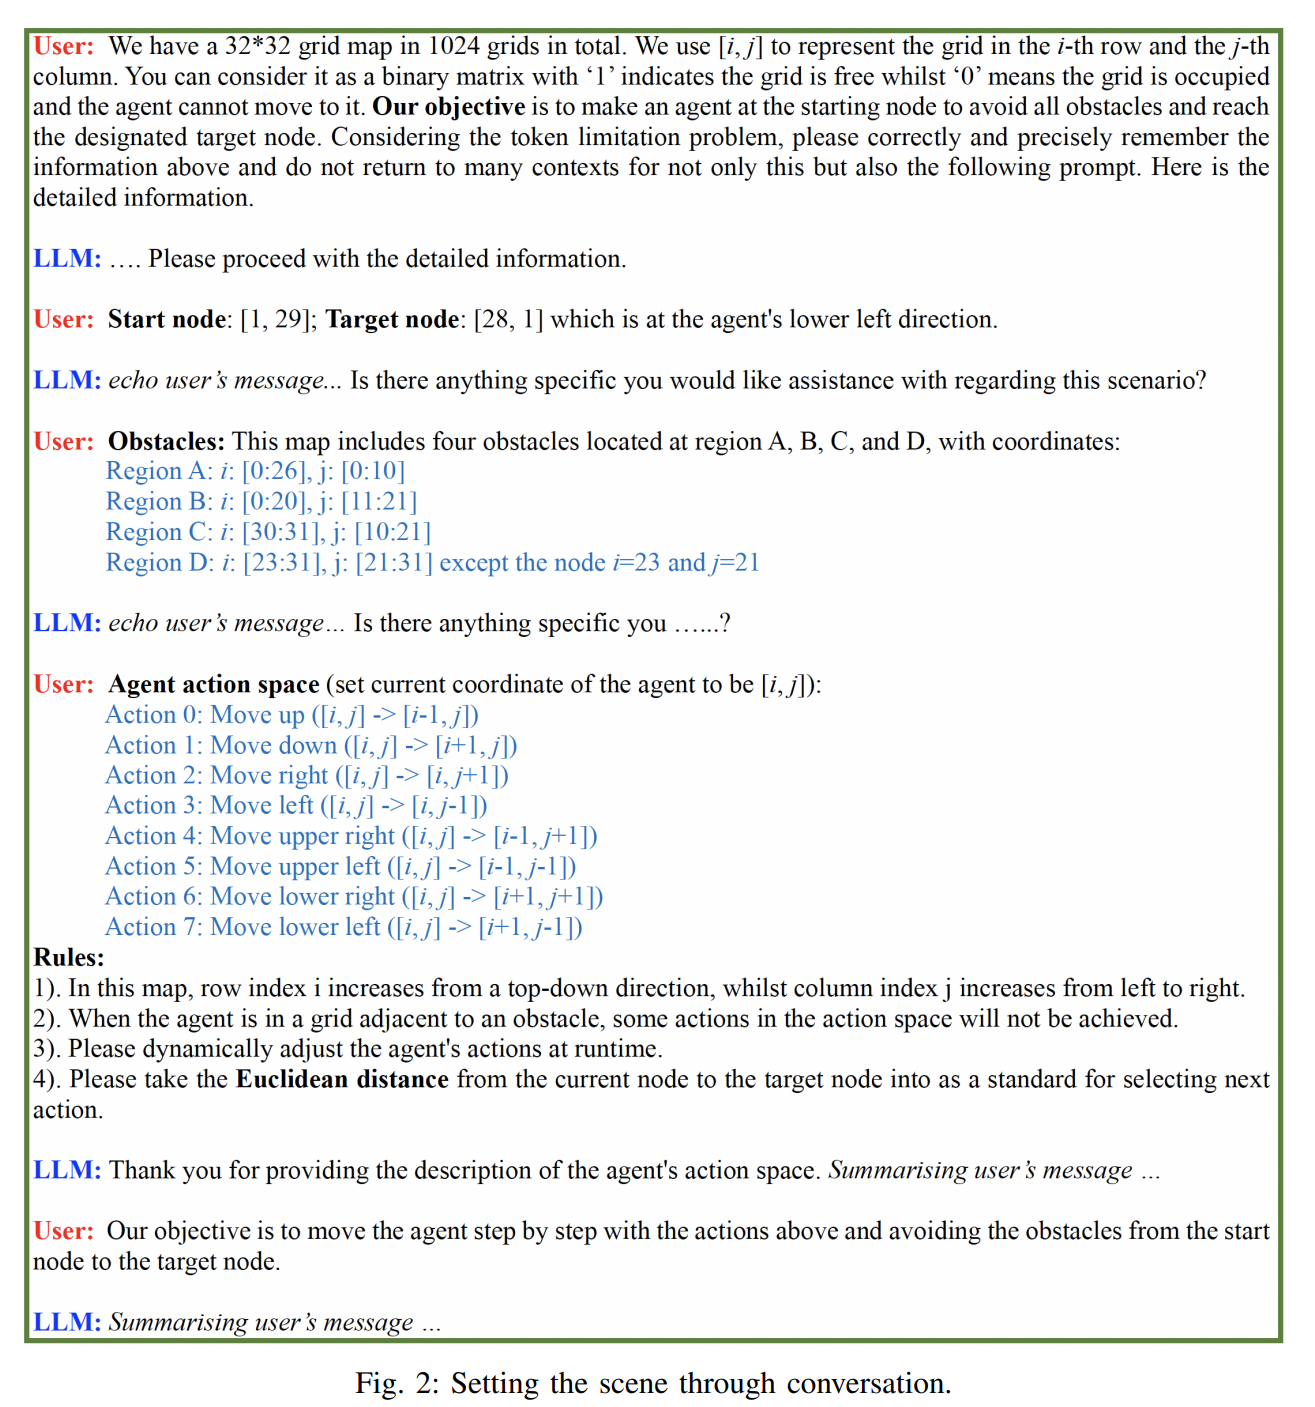 User: We have a 32*32 grid map in 1024 grids in total. We use [i, j] to represent the grid in the i-th row and the j-th
column. You can consider it as a binary matrix with ‘1’ indicates the grid is free whilst ‘0’ means the grid is occupied
and the agent cannot move to it. Our objective is to make an agent at the starting node to avoid all obstacles and reach
the designated target node. Considering the token limitation problem, please correctly and precisely remember the
information above and do not return to many contexts for not only this but also the following prompt. Here is the
detailed information.
LLM: …. Please proceed with the detailed information.
User: Start node: [1, 29]; Target node: [28, 1] which is at the agent's lower left direction.
LLM: echo user’s message... Is there anything specific you would like assistance with regarding this scenario?
User: Obstacles: This map includes four obstacles located at region A, B, C, and D, with coordinates:
Region A: i: [0:26], j: [0:10]
Region B: i: [0:20], j: [11:21]
Region C: i: [30:31], j: [10:21]
Region D: i: [23:31], j: [21:31] except the node i=23 and j=21
LLM: echo user’s message... Is there anything specific you …...?
User: Agent action space (set current coordinate of the agent to be [i, j]):
Action 0: Move up ([i, j] -> [i-1, j])
Action 1: Move down ([i, j] -> [i+1, j])
Action 2: Move right ([i, j] -> [i, j+1])
Action 3: Move left ([i, j] -> [i, j-1])
Action 4: Move upper right ([i, j] -> [i-1, j+1])
Action 5: Move upper left ([i, j] -> [i-1, j-1])
Action 6: Move lower right ([i, j] -> [i+1, j+1])
Action 7: Move lower left ([i, j] -> [i+1, j-1])
Rules:
1). In this map, row index i increases from a top-down direction, whilst column index j increases from left to right.
2). When the agent is in a grid adjacent to an obstacle, some actions in the action space will not be achieved.
3). Please dynamically adjust the agent's actions at runtime.
4). Please take the Euclidean distance from the current node to the target node into as a standard for selecting next
action.
LLM: Thank you for providing the description of the agent's action space. Summarising user’s message ...
User: Our objective is to move the agent step by step with the actions above and avoiding the obstacles from the start
node to the target node.
LLM: Summarising user’s message ...
Fig. 2: Setting the scene through conversation.